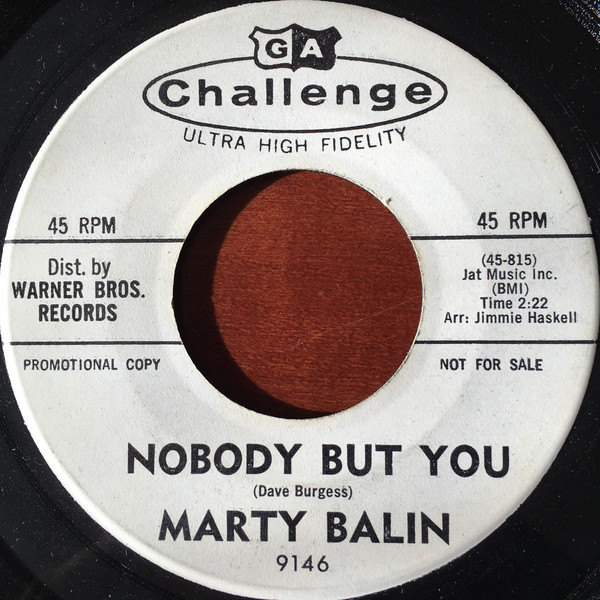 GA
Challenge
ULTRA HIGH FIDELITY
45 RPM
45 RPM
Dist. by
WARNER BROS.
RECORDS
(45-815)
Jat Music Inc.
(BMI)
Time 2:22
Arr: Jimmie Haskell
PROMOTIONAL COPY
NOT FOR SALE
NOBODY BUT YOU
(Dave Burgess)
MARTY BALIN
9146